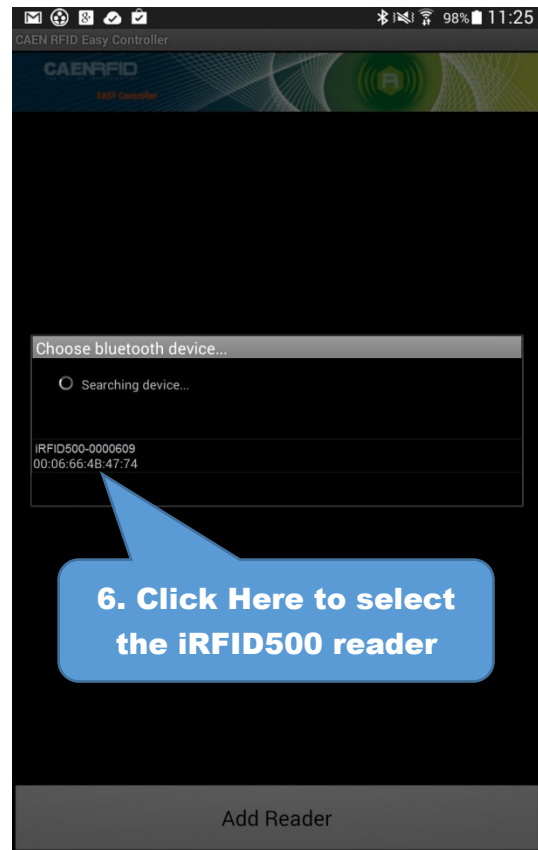 98% 11:25
CAEN RFID Easy Controller
CAENRFID
EASY Controller
Choose bluetooth device...
Searching device...
iRFID500-0000609
00:06:66:4B:47:74
6. Click Here to select
the iRFID500 reader
Add Reader